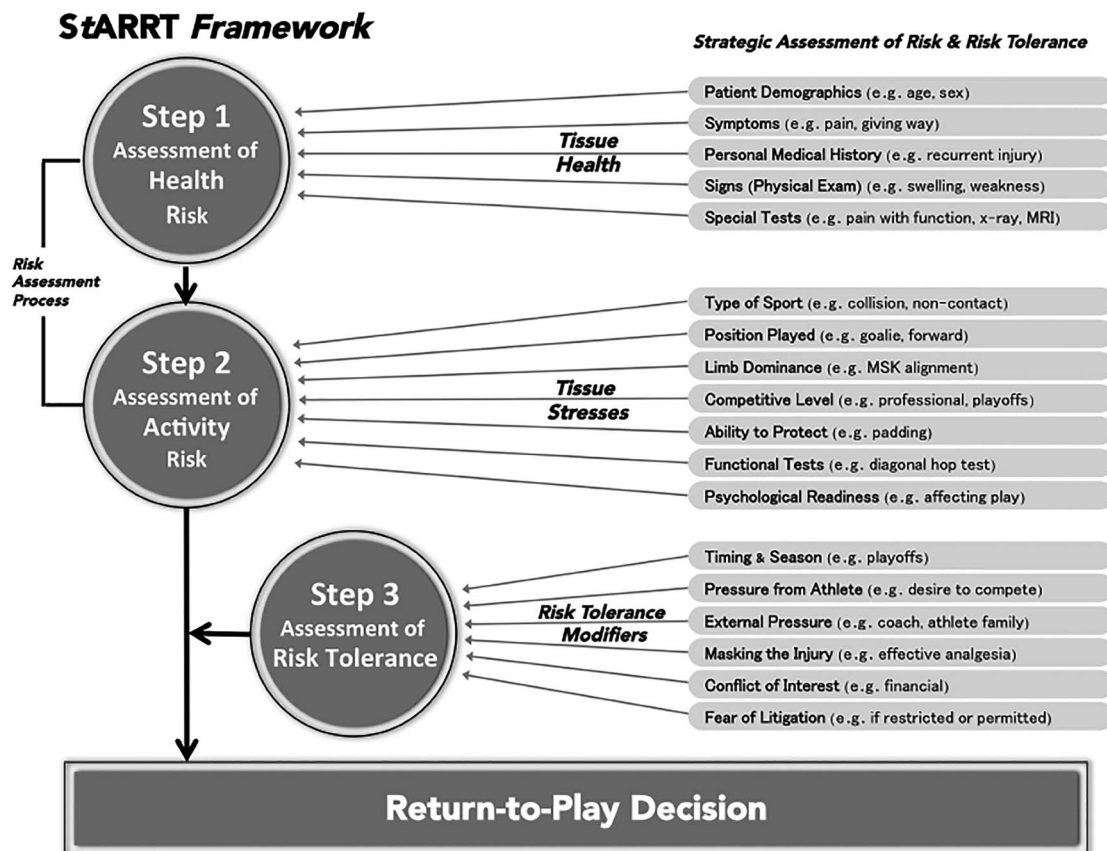 StARRT Framework
Strategic Assessment of Risk & Risk Tolerance
Step 1
Assessment of
Health
Risk
Tissue
Health
Patient Demographics (e.g. age, sex)
Symptoms (e.g. pain, giving way)
Personal Medical History (e.g. recurrent injury)
Signs (Physical Exam) (e.g. swelling, weakness)
Special Tests (e.g. pain with function, x-ray, MRI)
Risk
Assessment
Process
Step 2
Assessment of
Activity
Risk
Tissue
Stresses
Type of Sport (e.g. collision, non-contact)
Position Played (e.g. goalie, forward)
Limb Dominance (e.g. MSK alignment)
Competitive Level (e.g. professional, playoffs)
Ability to Protect (e.g. padding)
Functional Tests (e.g. diagonal hop test)
Psychological Readiness (e.g. affecting play)
Step 3
Assessment of
Risk Tolerance
Risk Tolerance
Modifiers
Timing & Season (e.g. playoffs)
Pressure from Athlete (e.g. desire to compete)
External Pressure (e.g. coach, athlete family)
Masking the Injury (e.g. effective analgesia)
Conflict of Interest (e.g. financial)
Fear of Litigation (e.g. if restricted or permitted)
Return-to-Play Decision